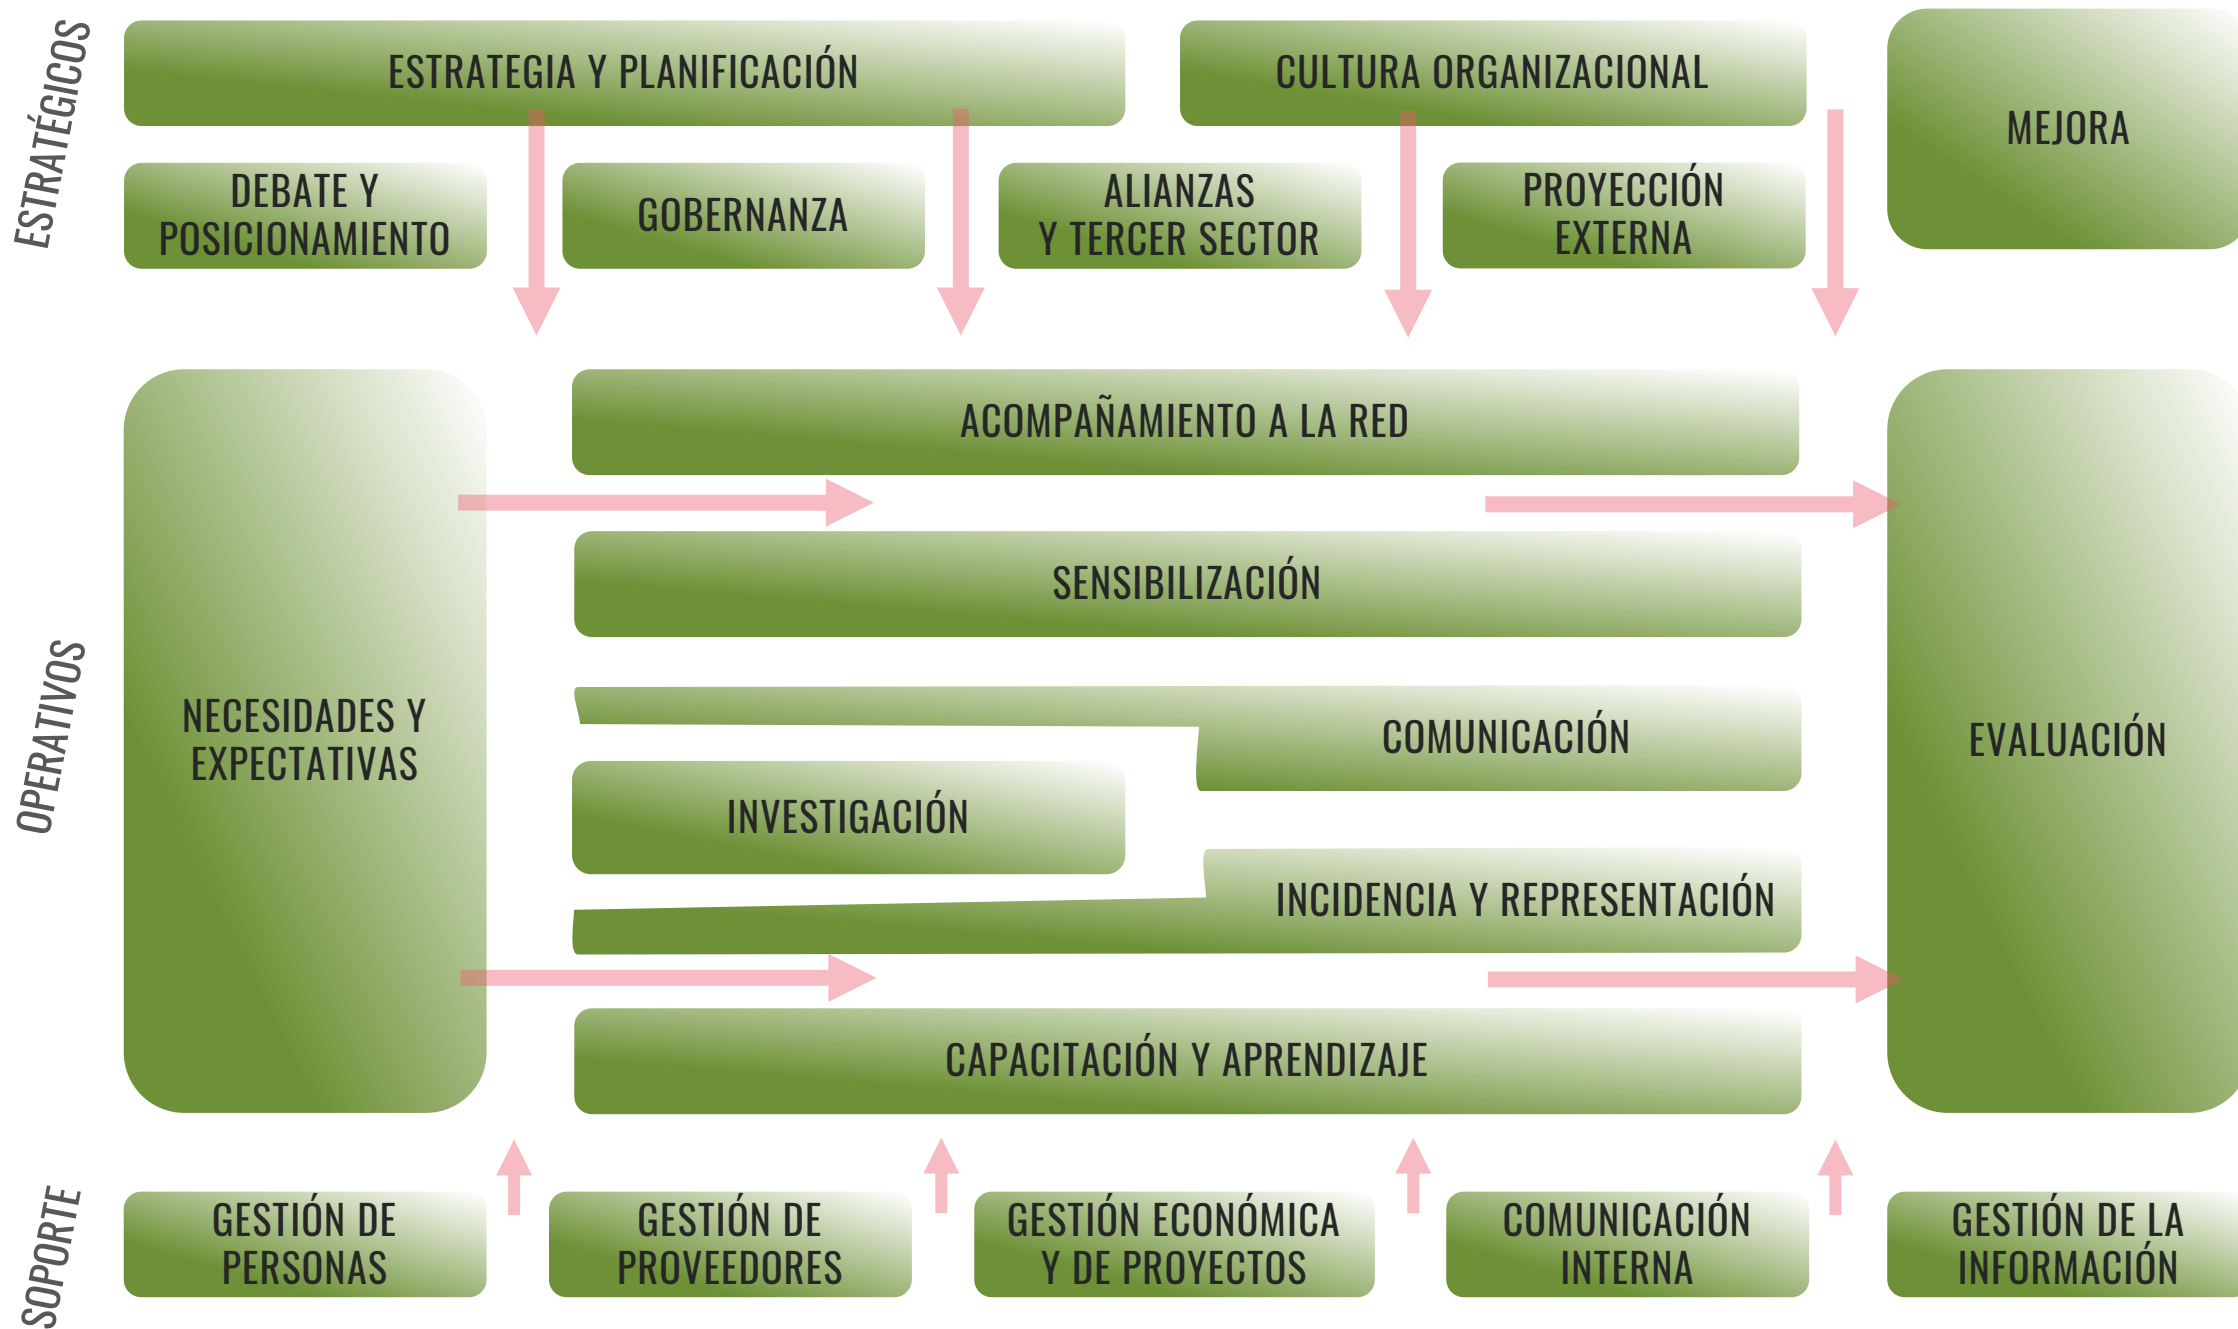 ESTRATÉGICOS
ESTRATEGIA Y PLANIFICACIÓN
CULTURA ORGANIZACIONAL
MEJORA
DEBATE Y
POSICIONAMIENTO
GOBERNANZA
ALIANZAS
Y TERCER SECTOR
PROYECCIÓN
EXTERNA
OPERATIVOS
NECESIDADES Y
EXPECTATIVAS
ACOMPAÑAMIENTO A LA RED
SENSIBILIZACIÓN
COMUNICACIÓN
INVESTIGACIÓN
INCIDENCIA Y REPRESENTACIÓN
CAPACITACIÓN Y APRENDIZAJE
EVALUACIÓN
SOPORTE
GESTIÓN DE
PERSONAS
GESTIÓN DE
PROVEEDORES
GESTIÓN ECONÓMICA
Y DE PROYECTOS
COMUNICACIÓN
INTERNA
GESTIÓN DE LA
INFORMACIÓN